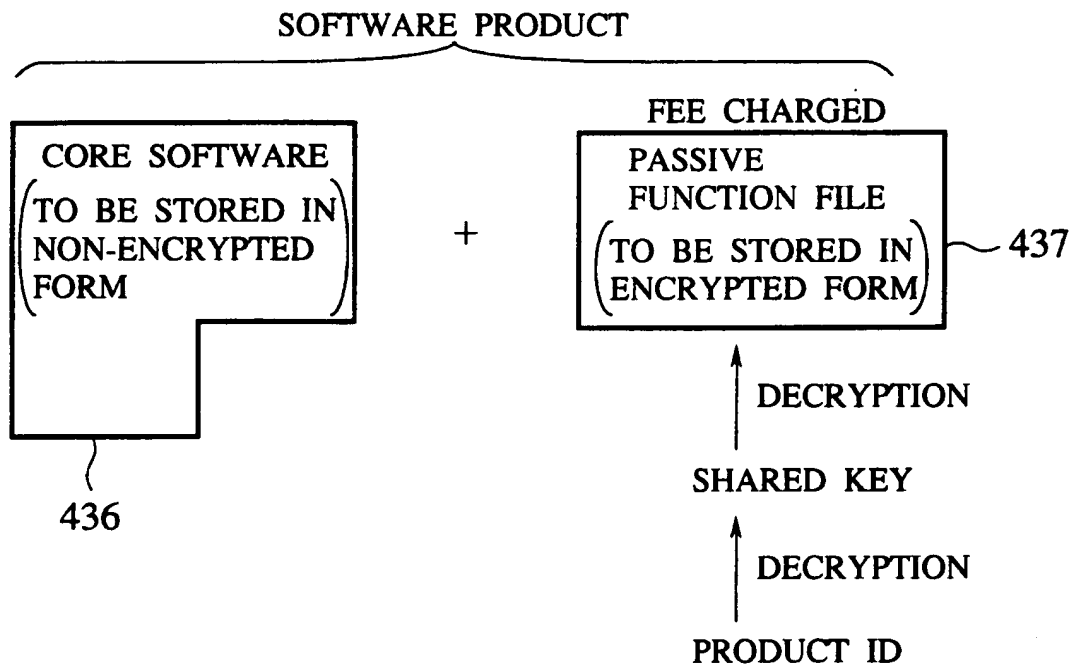 SOFTWARE PRODUCT
CORE SOFTWARE
(TO BE STORED IN
NON-ENCRYPTED
FORM)
436
+
FEE CHARGED
PASSIVE
FUNCTION FILE
(TO BE STORED IN
ENCRYPTED FORM)
437
DECRYPTION
SHARED KEY
DECRYPTION
PRODUCT ID